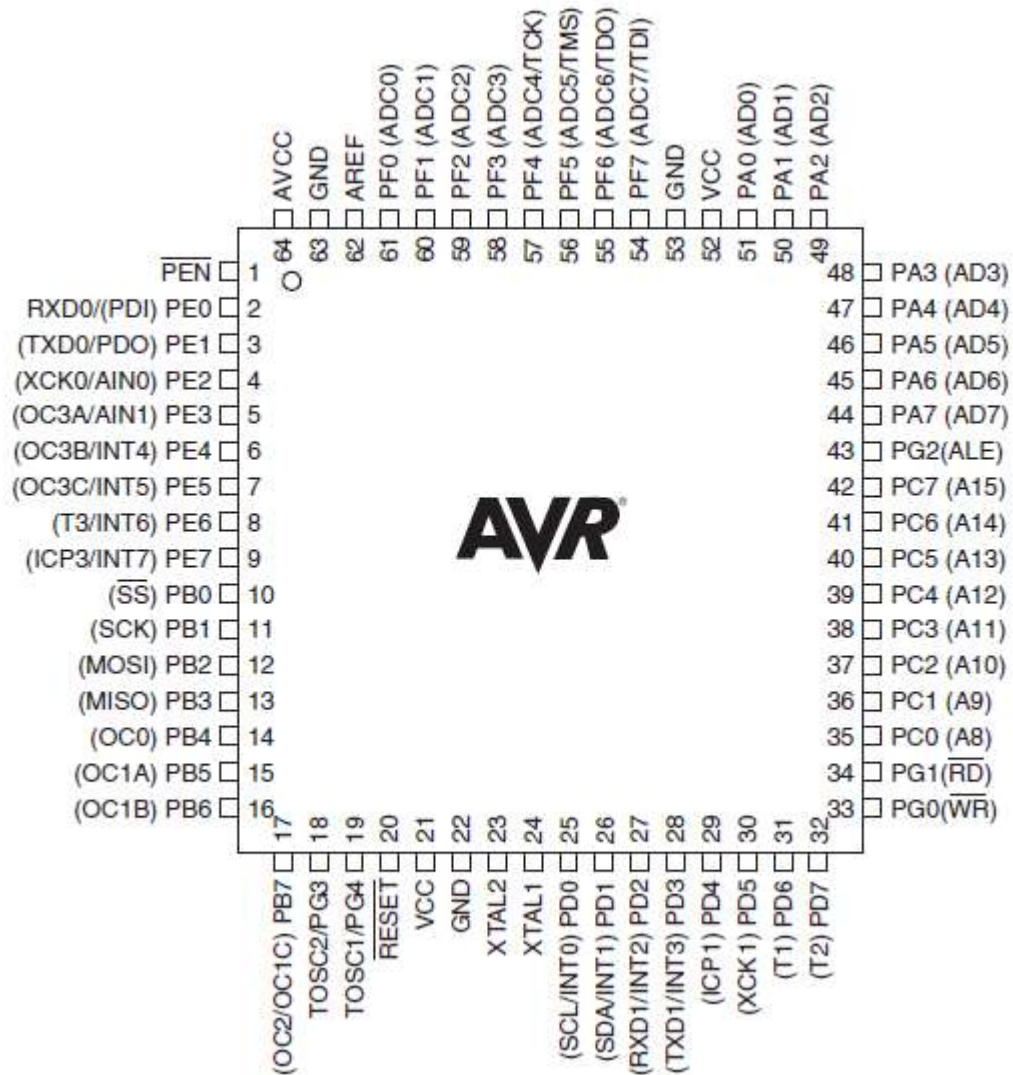 AVCC
GND
AREF
PF0 (ADC0)
PF1 (ADC1)
PF2 (ADC2)
PF3 (ADC3)
PF4 (ADC4/TCK)
PF5 (ADC5/TMS)
PF6 (ADC6/TDO)
PF7 (ADC7/TDI)
GND
VCC
PA0 (AD0)
PA1 (AD1)
PA2 (AD2)
64
63
62
61
60
59
58
57
56
55
54
53
52
51
50
49
PEN 1
RXD0/(PDI) PE0 2
(TXD0/PDO) PE1 3
(XCK0/AIN0) PE2 4
(OC3A/AIN1) PE3 5
(OC3B/INT4) PE4 6
(OC3C/INT5) PE5 7
(T3/INT6) PE6 8
(ICP3/INT7) PE7 9
(SS) PB0 10
(SCK) PB1 11
(MOSI) PB2 12
(MISO) PB3 13
(OC0) PB4 14
(OC1A) PB5 15
(OC1B) PB6 16
AVR®
48 PA3 (AD3)
47 PA4 (AD4)
46 PA5 (AD5)
45 PA6 (AD6)
44 PA7 (AD7)
43 PG2(ALE)
42 PC7 (A15)
41 PC6 (A14)
40 PC5 (A13)
39 PC4 (A12)
38 PC3 (A11)
37 PC2 (A10)
36 PC1 (A9)
35 PC0 (A8)
34 PG1(RD)
33 PG0(WR)
17
18
19
20
21
22
23
24
25
26
27
28
29
30
31
32
(OC2/OC1C) PB7
TOSC2/PG3
TOSC1/PG4
RESET
VCC
GND
XTAL2
XTAL1
(SCL/INT0) PD0
(SDA/INT1) PD1
(RXD1/INT2) PD2
(TXD1/INT3) PD3
(ICP1) PD4
(XCK1) PD5
(T1) PD6
(T2) PD7